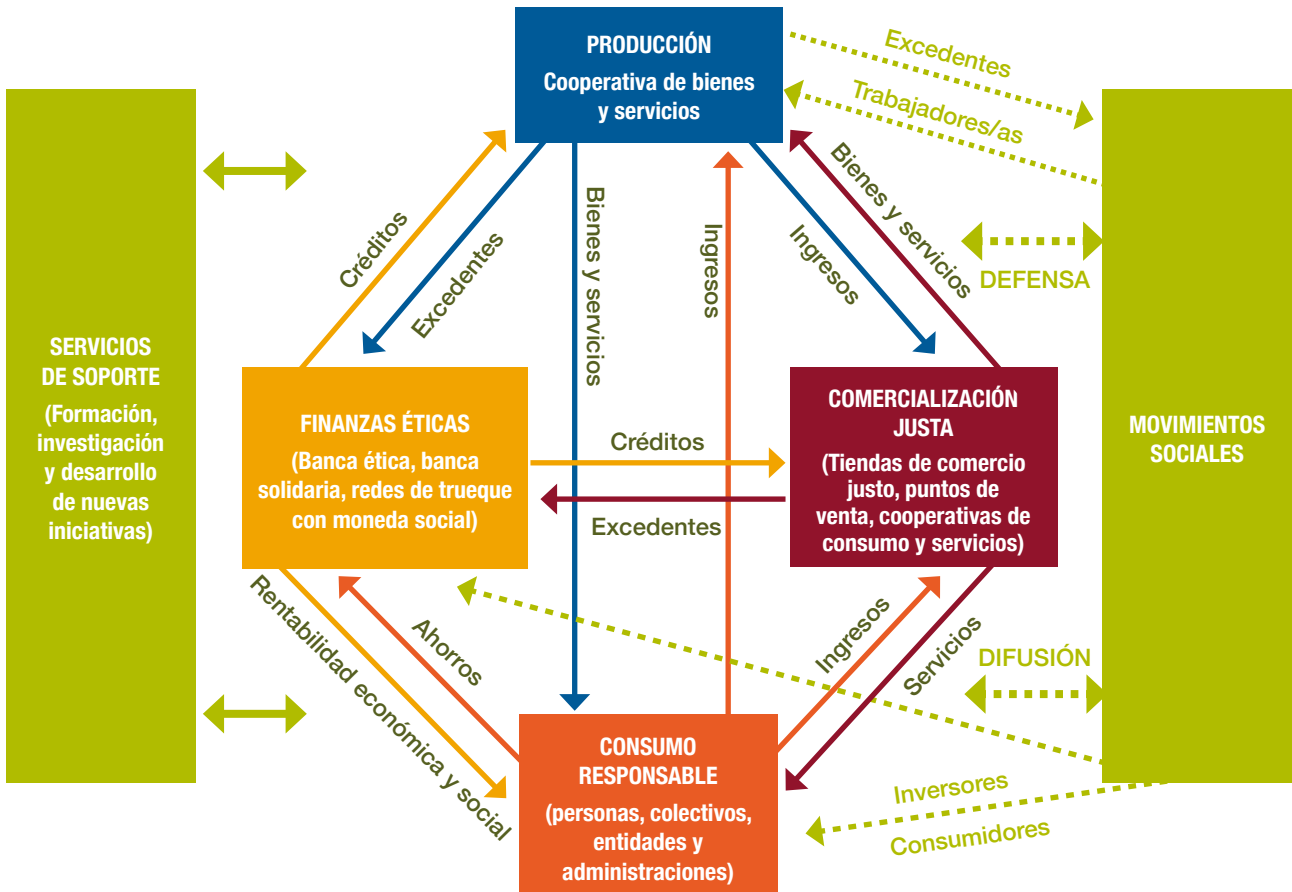 PRODUCCIÓN
Cooperativa de bienes
y servicios
Excedentes
Trabajadores/as
Créditos
Excedentes
Bienes y servicios
Ingresos
Ingresos
Bienes y servicios
DEFENSA
SERVICIOS
DE SOPORTE
(Formación,
investigación
y desarrollo
de nuevas
iniciativas)
FINANZAS ÉTICAS
(Banca ética, banca
solidaria, redes de trueque
con moneda social)
Créditos
Excedentes
COMERCIALIZACIÓN
JUSTA
(Tiendas de comercio
justo, puntos de
venta, cooperativas de
consumo y servicios)
MOVIMIENTOS
SOCIALES
Rentabilidad económica y social
Ahorros
Ingresos
Servicios
DIFUSIÓN
CONSUMO
RESPONSABLE
(personas, colectivos,
entidades y
administraciones)
Inversores
Consumidores